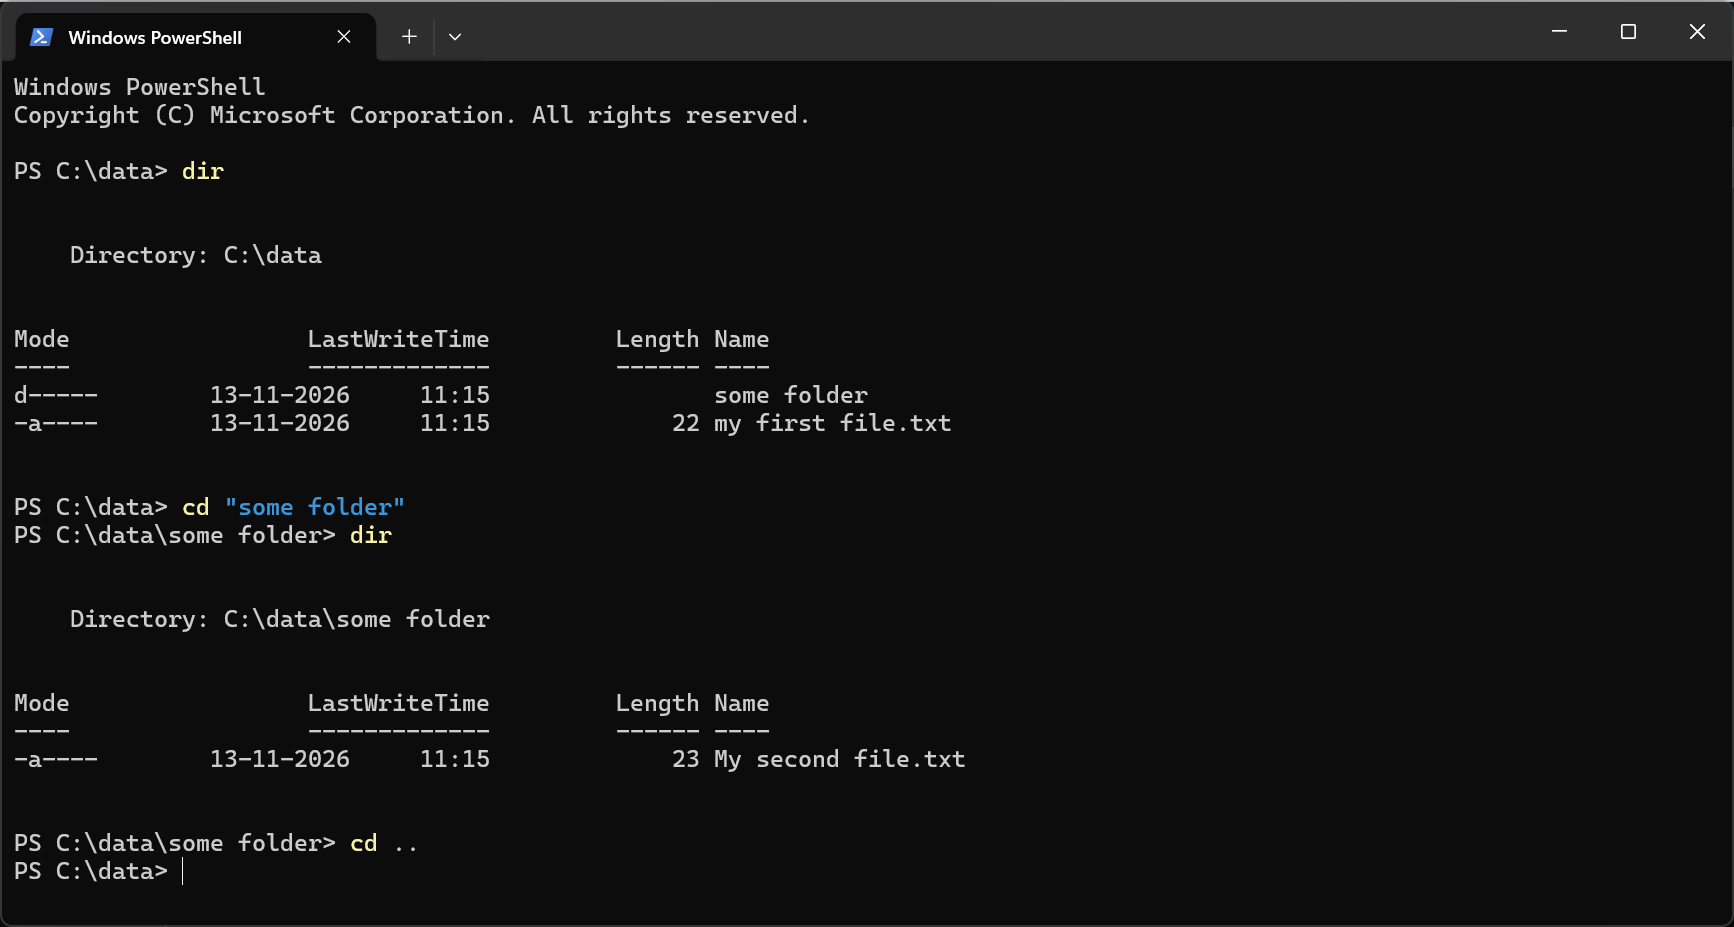 Windows PowerShell
Windows PowerShell
Copyright (C) Microsoft Corporation. All rights reserved.
PS C:\data> dir
    Directory: C:\data
Mode                 LastWriteTime         Length Name
----                 -------------         ------ ----
d-----        13-11-2026     11:15                some folder
-a----        13-11-2026     11:15             22 my first file.txt
PS C:\data> cd "some folder"
PS C:\data\some folder> dir
    Directory: C:\data\some folder
Mode                 LastWriteTime         Length Name
----                 -------------         ------ ----
-a----        13-11-2026     11:15             23 My second file.txt
PS C:\data\some folder> cd ..
PS C:\data>